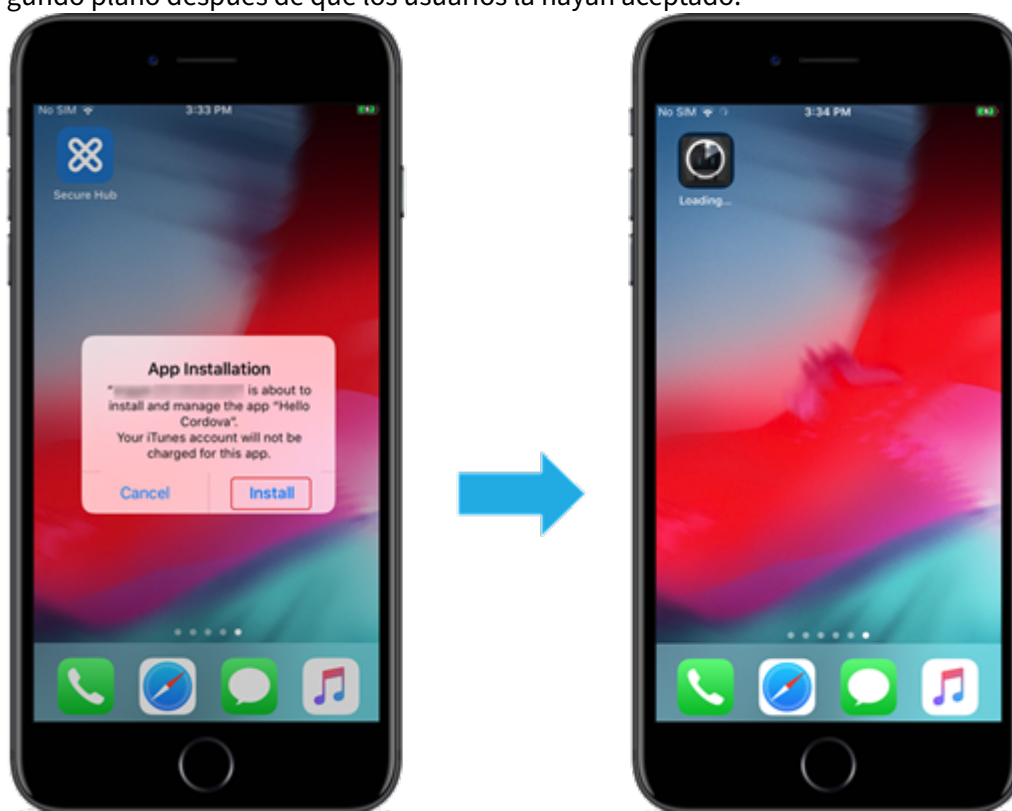 gundo plano después de que los usuarios la hayan aceptado.
No SIM 3:33 PM
Secure Hub
App Installation
" is about to
install and manage the app "Hello
Cordova".
Your iTunes account will not be
charged for this app.
Cancel Install
No SIM 3:34 PM
Loading...